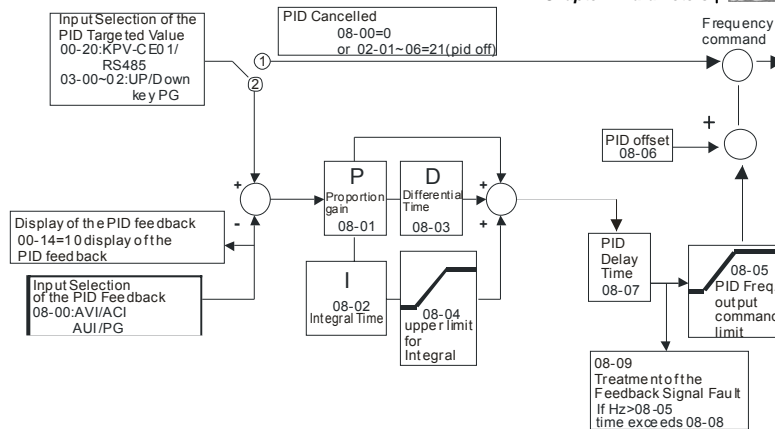 Input Selection of the
PID Targeted Value
00-20:KPV-CE01/
RS485
03-00~02:UP/Down
key PG
PID Cancelled
08-00=0
or 02-01~06=21(pid off)
Frequency
command
1
2
+
PID offset
08-06
+
-
P
Proportion
gain
08-01
D
Differential
Time
08-03
+
+
Display of the PID feedback
00-14=10 display of the
PID feedback
Input Selection
of the PID Feedback
08-00:AVI/ACI
AUI/PG
I
08-02
Integral Time
08-04
upper limit
for
Integral
PID
Delay
Time
08-07
08-05
PID Freq.
output
command
limit
08-09
Treatment of the
Feedback Signal Fault
If Hz>08-05
time exceeds 08-08